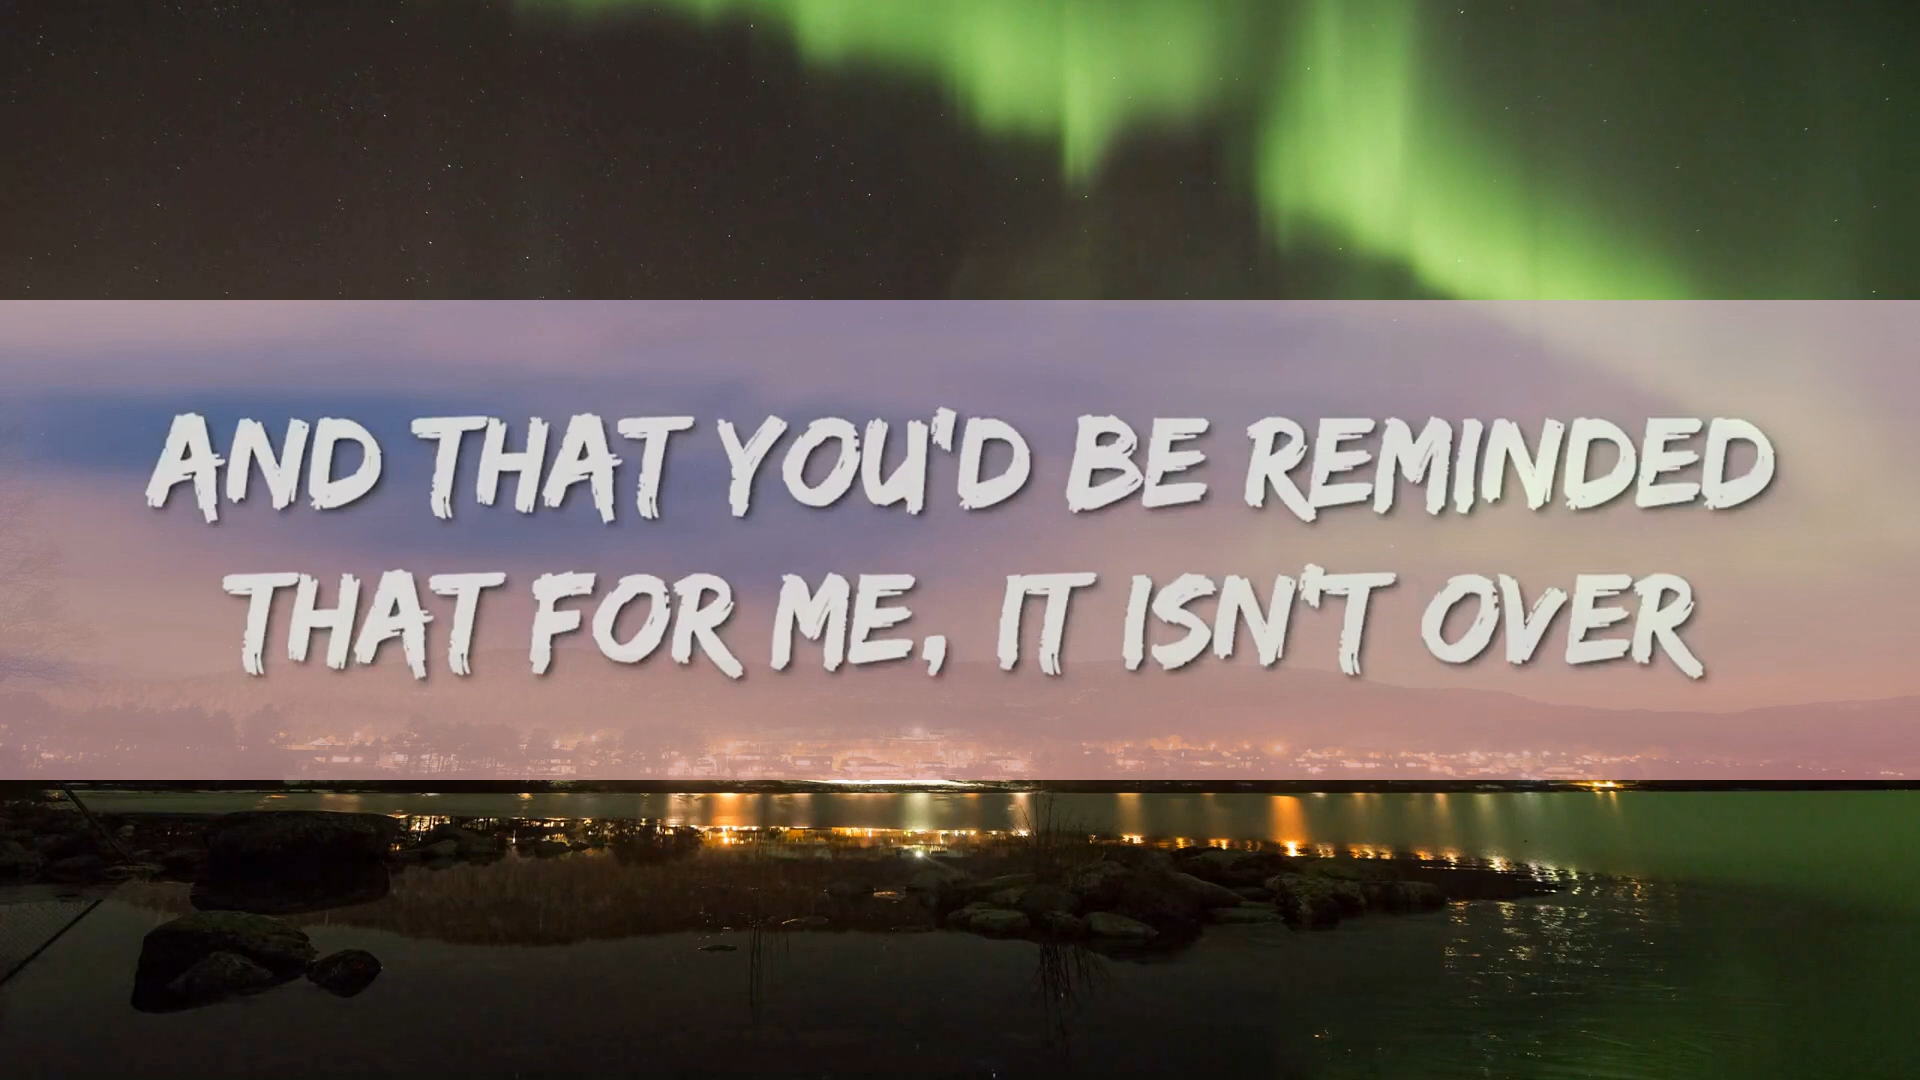 AND THAT YOU'D BE REMINDED
THAT FOR ME, IT ISN'T OVER